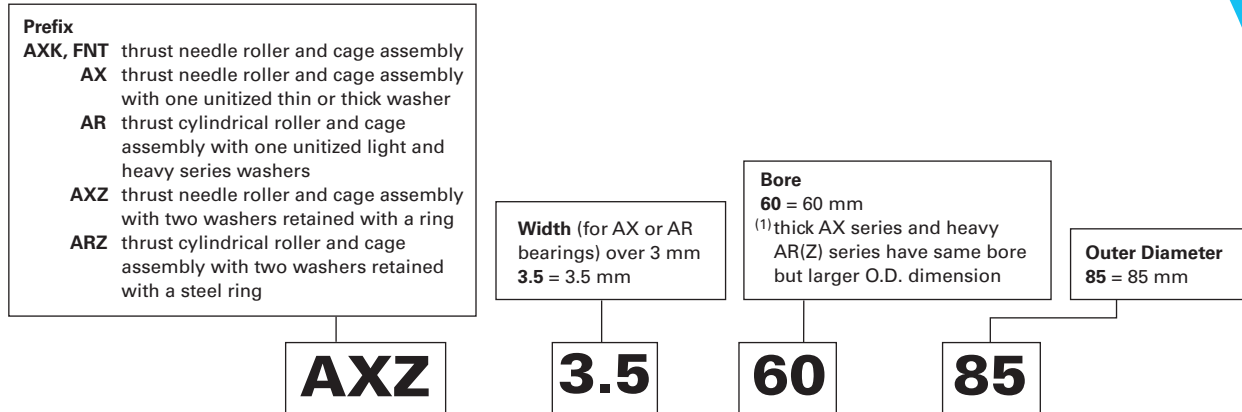 Prefix
AXK, FNT thrust needle roller and cage assembly
AX thrust needle roller and cage assembly
with one unitized thin or thick washer
AR thrust cylindrical roller and cage
assembly with one unitized light and
heavy series washers
AXZ thrust needle roller and cage assembly
with two washers retained with a ring
ARZ thrust cylindrical roller and cage
assembly with two washers retained
with a steel ring
Width (for AX or AR
bearings) over 3 mm
3.5 = 3.5 mm
Bore
60 = 60 mm
(1) thick AX series and heavy
AR(Z) series have same bore
but larger O.D. dimension
Outer Diameter
85 = 85 mm
AXZ 3.5 60 85